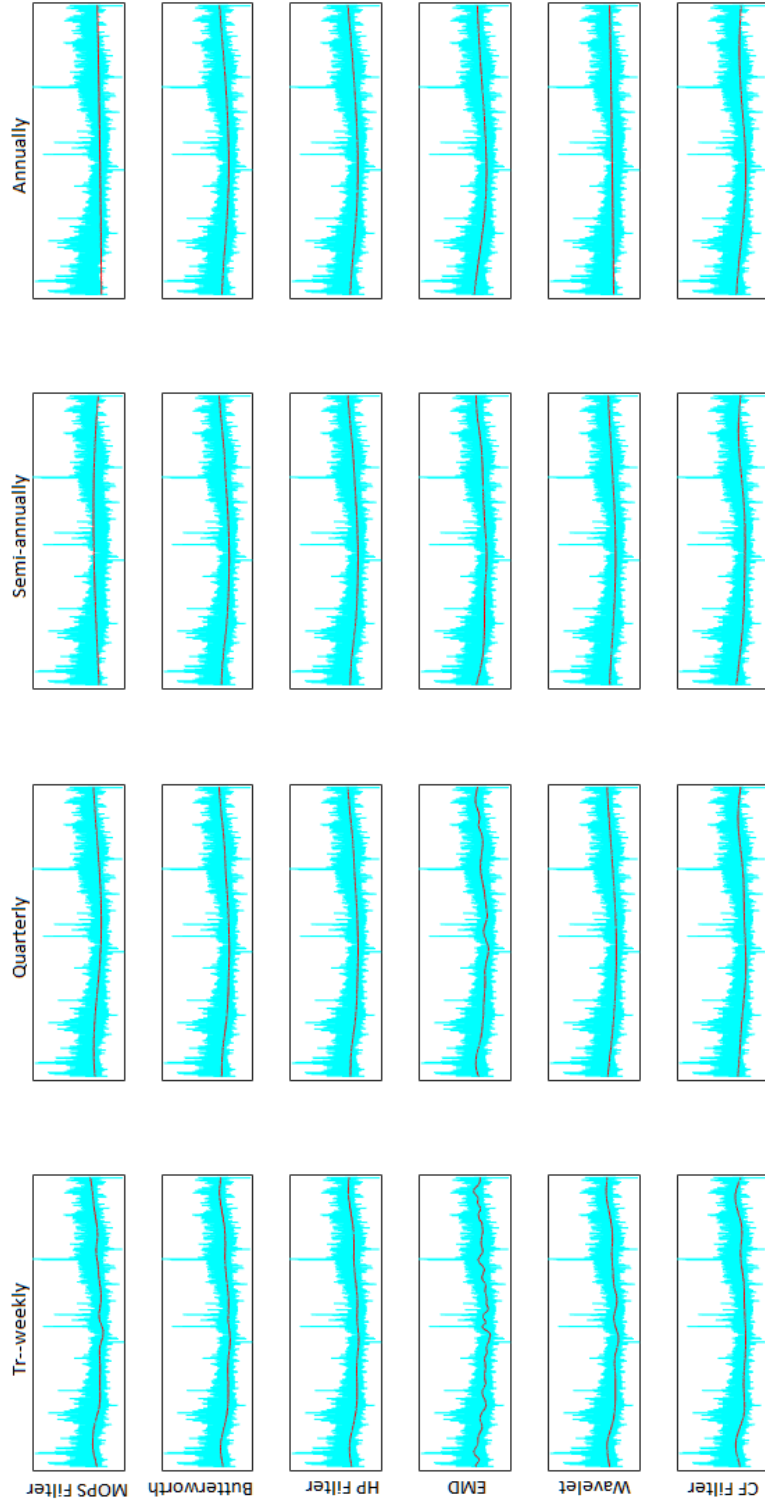 Tr--weekly
Quarterly
Semi-annually
Annually
MOPS Filter
Butterworth
HP Filter
EMD
Wavelet
CF Filter